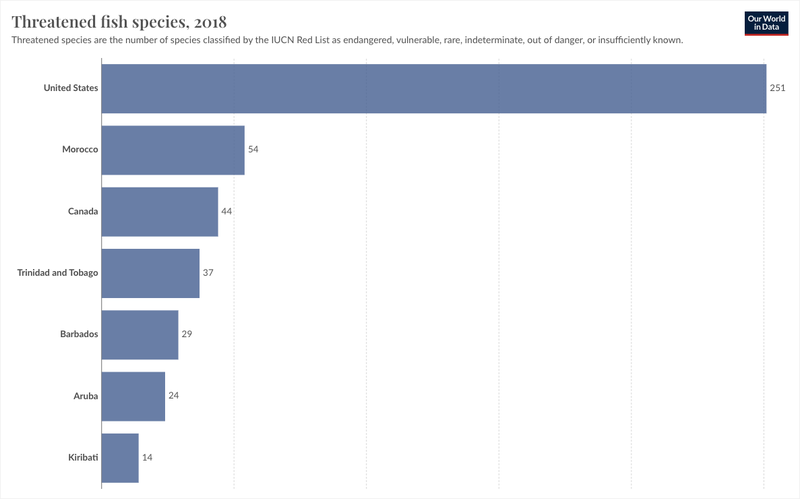 Threatened fish species, 2018
Our World
in Data
Threatened species are the number of species classified by the IUCN Red List as endangered, vulnerable, rare, indeterminate, out of danger, or insufficiently known.
United States 251
Morocco 54
Canada 44
Trinidad and Tobago 37
Barbados 29
Aruba 24
Kiribati 14